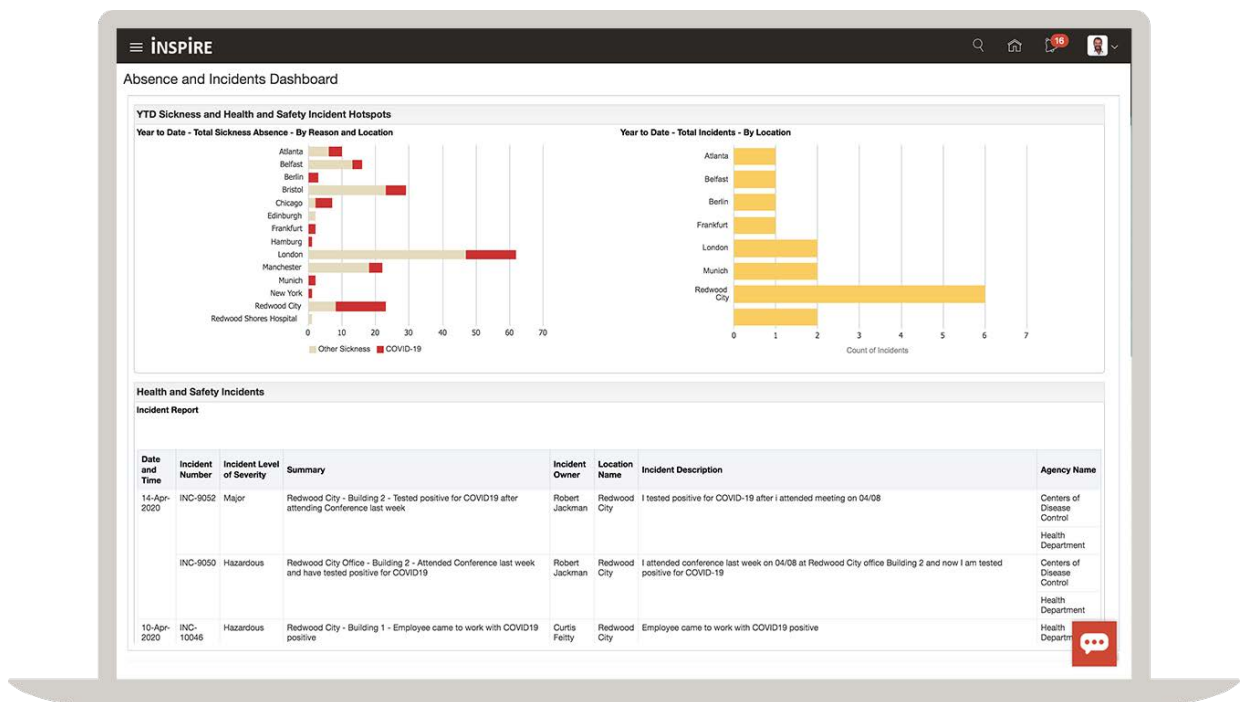 iNSPiRE
16
Absence and Incidents Dashboard
YTD Sickness and Health and Safety Incident Hotspots
Year to Date - Total Sickness Absence - By Reason and Location
Atlanta
Belfast
Berlin
Bristol
Chicago
Edinburgh
Frankfurt
Hamburg
London
Manchester
Munich
New York
Redwood City
Redwood Shores Hospital
0 10 20 30 40 50 60 70
Other Sickness COVID-19
Year to Date - Total Incidents - By Location
Atlanta
Belfast
Berlin
Frankfurt
London
Munich
Redwood
City
0 1 2 3 4 5 6 7
Count of Incidents
Health and Safety Incidents
Incident Report
Date and Time Incident Number Incident Level of Severity Summary Incident Owner Location Name Incident Description Agency Name
14-Apr-2020 INC-9052 Major Redwood City - Building 2 - Tested positive for COVID19 after attending Conference last week Robert Jackman Redwood City I tested positive for COVID-19 after i attended meeting on 04/08 Centers of Disease Control
Health Department
INC-9050 Hazardous Redwood City Office - Building 2 - Attended Conference last week and have tested positive for COVID19 Robert Jackman Redwood City I attended conference last week on 04/08 at Redwood City office Building 2 and now I am tested positive for COVID-19 Centers of Disease Control
Health Department
10-Apr-2020 INC-10046 Hazardous Redwood City - Building 1 - Employee came to work with COVID19 positive Curtis Feitty Redwood City Employee came to work with COVID19 positive Health